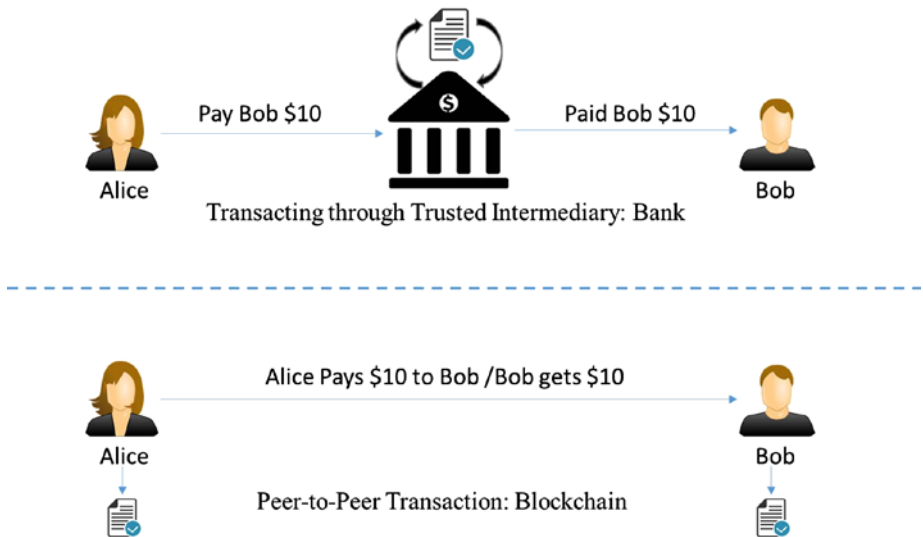 Pay Bob $10
$
Paid Bob $10
Alice
Bob
Transacting through Trusted Intermediary: Bank
Alice Pays $10 to Bob /Bob gets $10
Alice
Bob
Peer-to-Peer Transaction: Blockchain